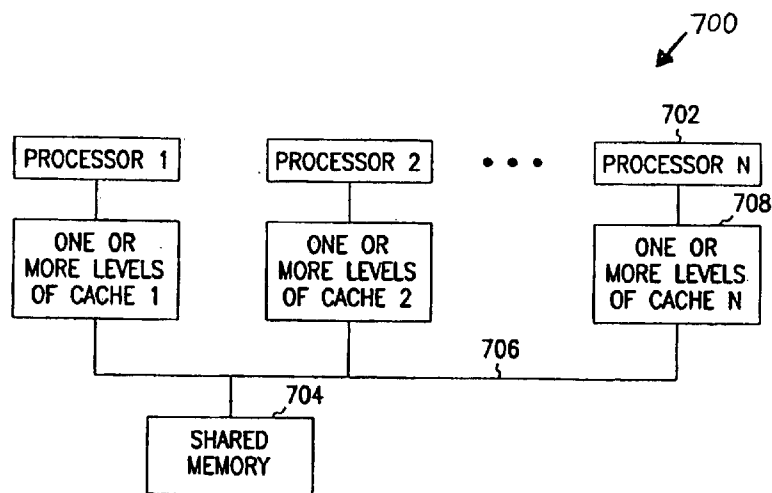 700
702
PROCESSOR 1
PROCESSOR 2
PROCESSOR N
708
ONE OR
MORE LEVELS
OF CACHE 1
ONE OR
MORE LEVELS
OF CACHE 2
ONE OR
MORE LEVELS
OF CACHE N
706
704
SHARED
MEMORY